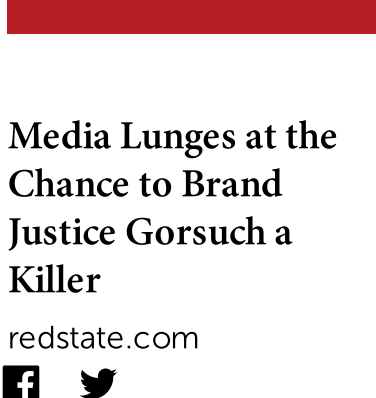 Media Lunges at the
Chance to Brand
Justice Gorsuch a
Killer
redstate.com